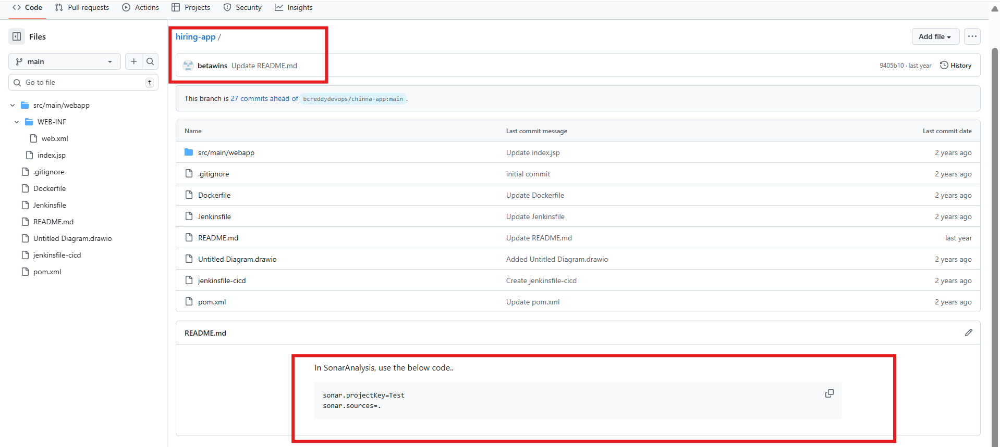 Code Pull requests Actions Projects Security Insights
Files
main
Go to file t
src/main/webapp
WEB-INF
web.xml
index.jsp
.gitignore
Dockerfile
Jenkinsfile
README.md
Untitled Diagram.drawio
jenkinsfile-cicd
pom.xml
hiring-app /
Add file
betawins Update README.md 9405b10 · last year History
This branch is 27 commits ahead of bcreddydevops/chinna-app:main .
Name Last commit message Last commit date
src/main/webapp Update index.jsp 2 years ago
.gitignore initial commit 2 years ago
Dockerfile Update Dockerfile 2 years ago
Jenkinsfile Update Jenkinsfile 2 years ago
README.md Update README.md last year
Untitled Diagram.drawio Added Untitled Diagram.drawio 2 years ago
jenkinsfile-cicd Create jenkinsfile-cicd 2 years ago
pom.xml Update pom.xml 2 years ago
README.md
In SonarAnalysis, use the below code..
sonar.projectKey=Test
sonar.sources=.